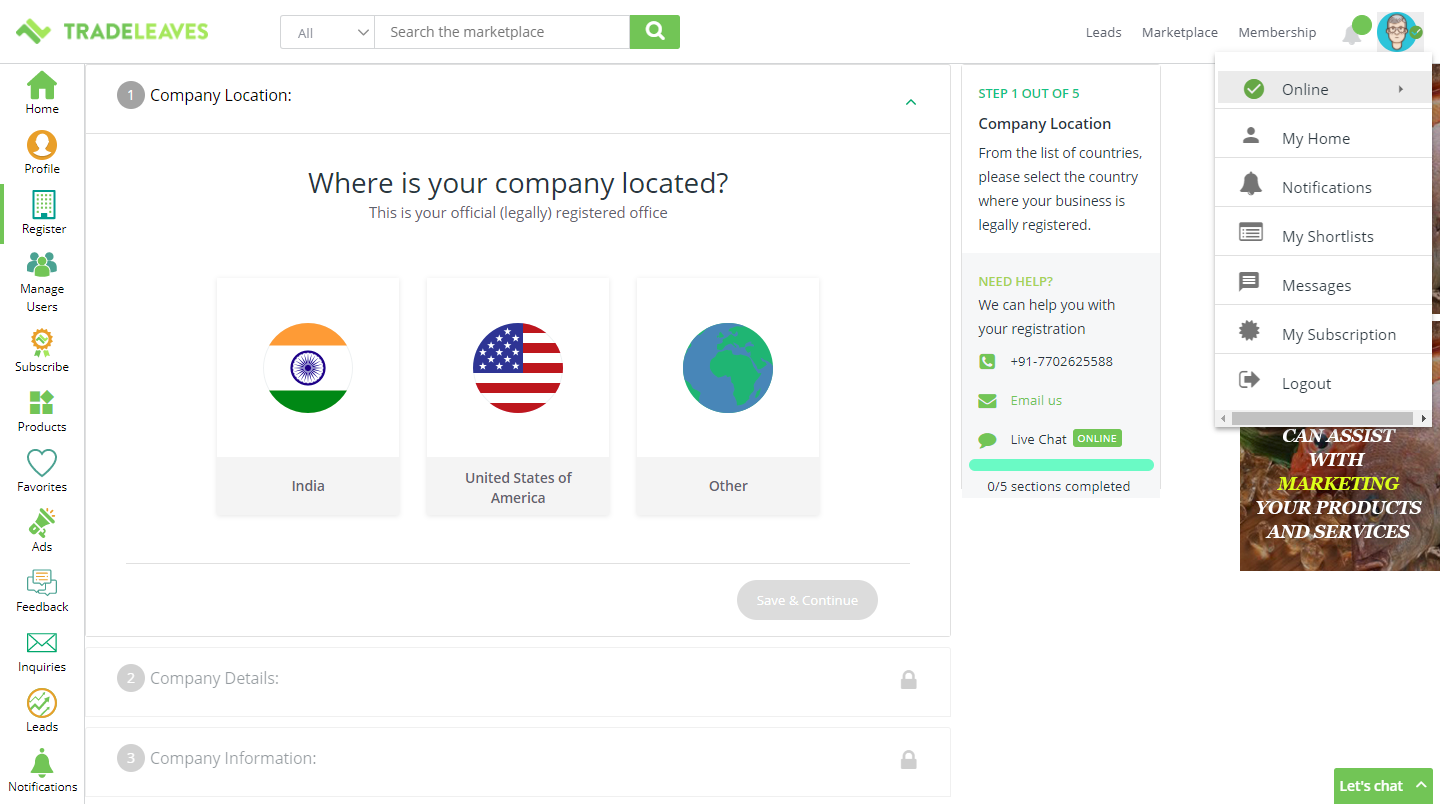 TRADELEAVES
All
Search the marketplace
Leads
Marketplace
Membership
Home
Profile
Register
Manage
Users
Subscribe
Products
Favorites
Ads
Feedback
Inquiries
Leads
Notifications
1 Company Location:
Where is your company located?
This is your official (legally) registered office
India
United States of
America
Other
Save & Continue
2 Company Details:
3 Company Information:
STEP 1 OUT OF 5
Company Location
From the list of countries,
please select the country
where your business is
legally registered.
NEED HELP?
We can help you with
your registration
+91-7702625588
Email us
Live Chat ONLINE
0/5 sections completed
Online
My Home
Notifications
My Shortlists
Messages
My Subscription
Logout
CAN ASSIST
WITH
MARKETING
YOUR PRODUCTS
AND SERVICES
Let's chat